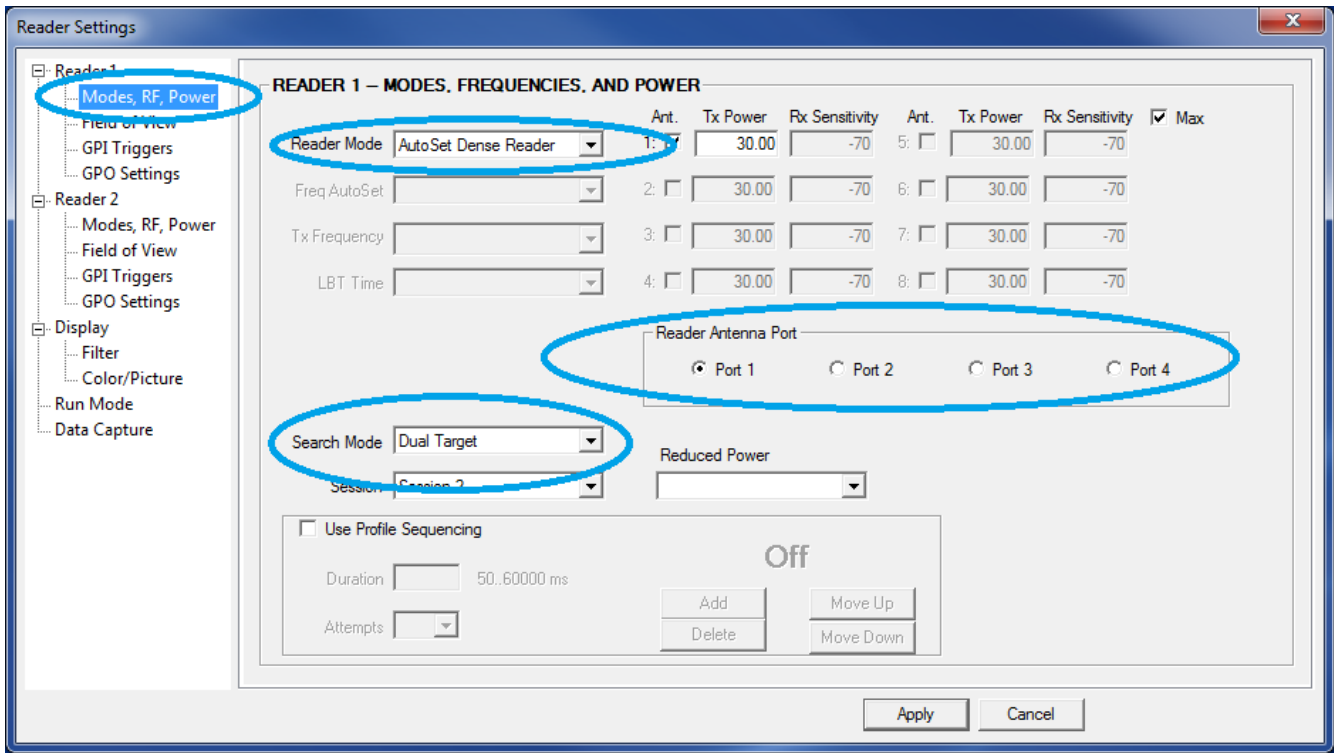 Reader Settings
Reader 1
Modes, RF, Power
Field of View
GPI Triggers
GPO Settings
Reader 2
Modes, RF, Power
Field of View
GPI Triggers
GPO Settings
Display
Filter
Color/Picture
Run Mode
Data Capture
READER 1 – MODES, FREQUENCIES, AND POWER
Ant. Tx Power Rx Sensitivity Ant. Tx Power Rx Sensitivity Max
Reader Mode AutoSet Dense Reader 1: 30.00 -70 5: 30.00 -70
Freq AutoSet 2: 30.00 -70 6: 30.00 -70
Tx Frequency 3: 30.00 -70 7: 30.00 -70
LBT Time 4: 30.00 -70 8: 30.00 -70
Reader Antenna Port
Port 1 Port 2 Port 3 Port 4
Search Mode Dual Target
Reduced Power
Session Session 2
Use Profile Sequencing
Off
Duration 50..60000 ms
Add Move Up
Attempts
Delete Move Down
Apply Cancel